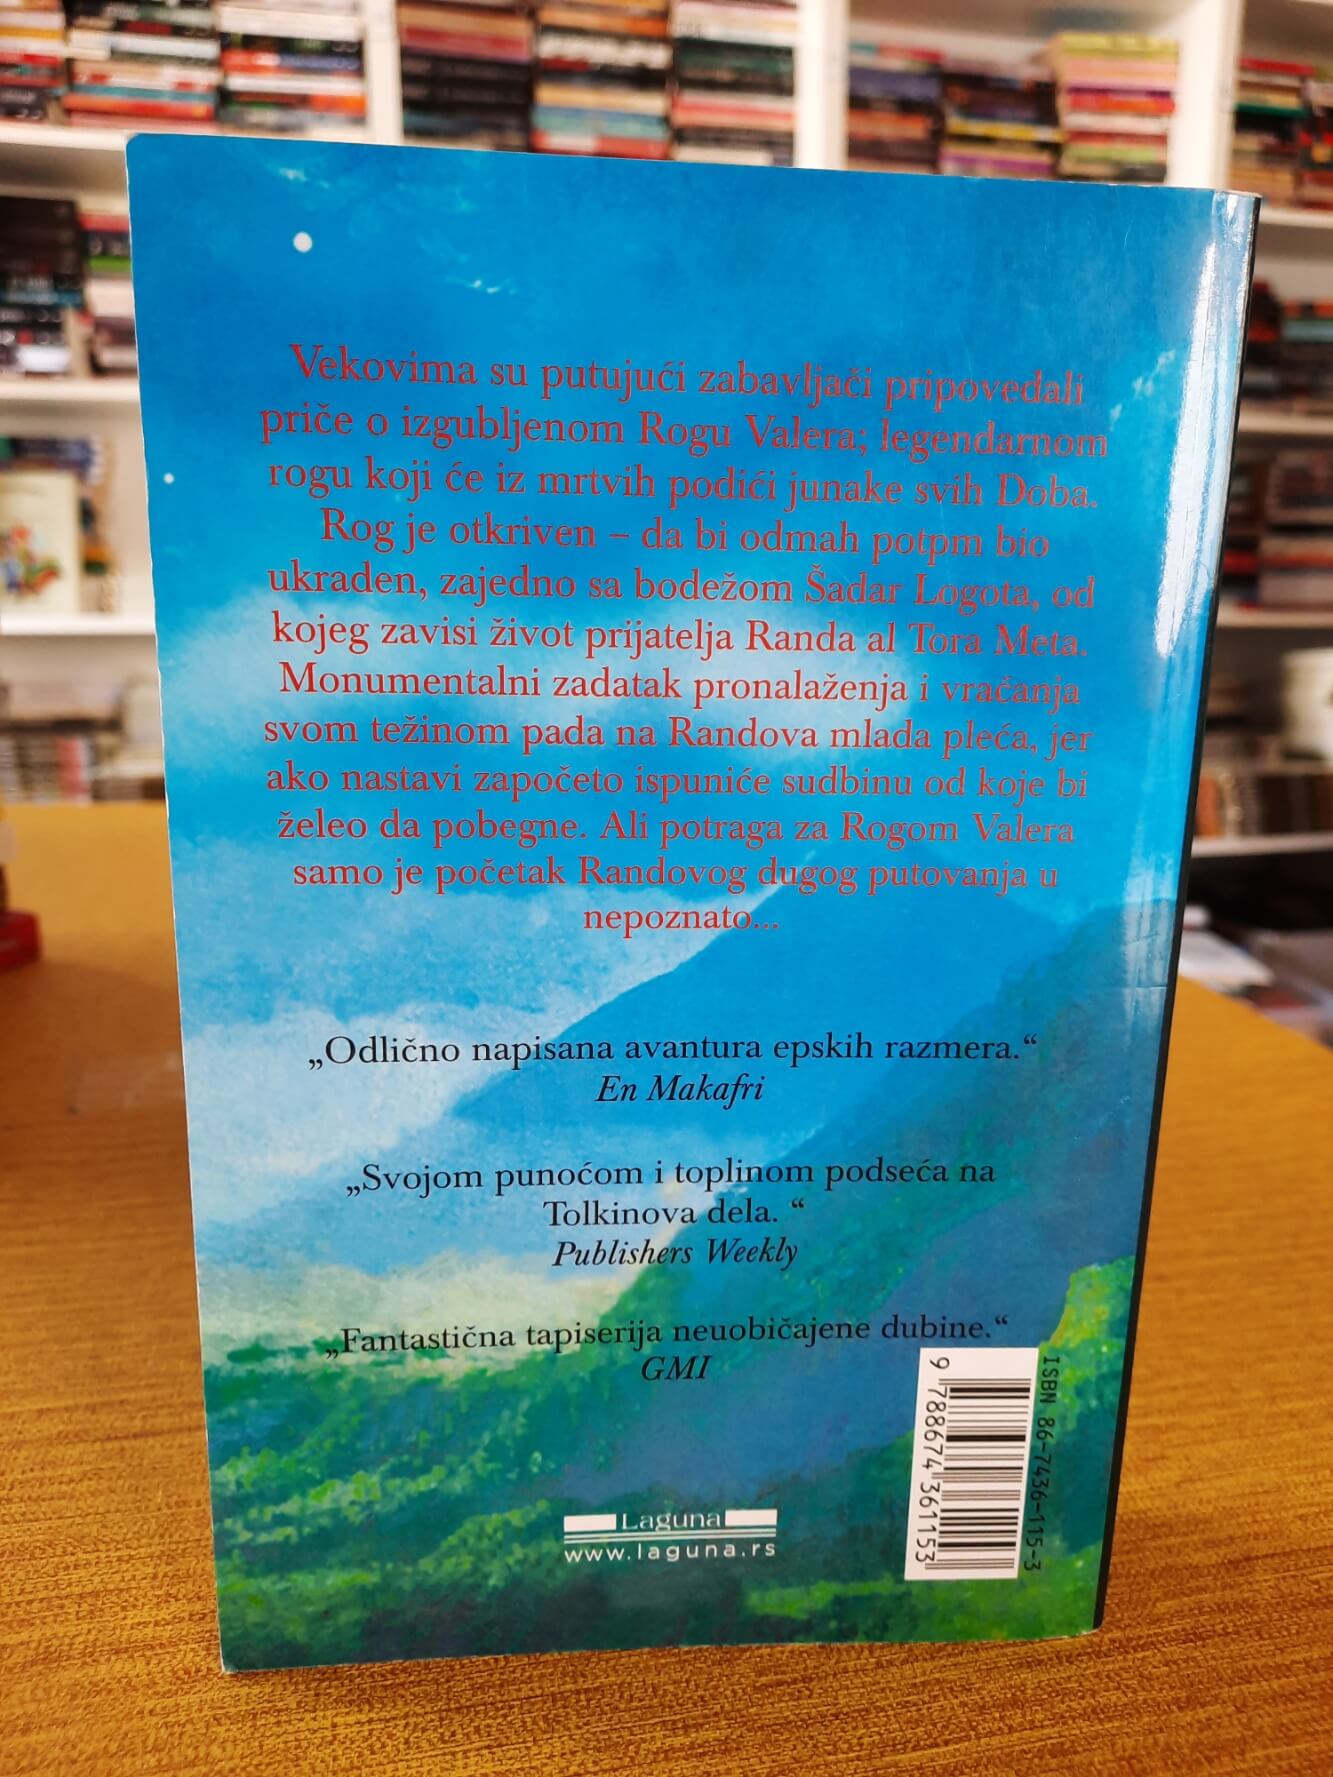 Vekovima su putujući zabavljači pripovedali
priče o izgubljenom Rogu Valera; legendarnom
rogu koji će iz mrtvih podići junake svih Doba.
Rog je otkriven – da bi odmah potpm bio
ukraden, zajedno sa bodežom Šadar Logota, od
kojeg zavisi život prijatelja Randa al Tora Meta.
Monumentalni zadatak pronalaženja i vraćanja
svom težinom pada na Randova mlada pleća, jer
ako nastavi započeto ispuniće sudbinu od koje bi
želeo da pobegne. Ali potraga za Rogom Valera
samo je početak Randovog dugog putovanja u
nepoznato...
„Odlično napisana avantura epskih razmera.“
En Makafri
„Svojom punoćom i toplinom podseća na
Tolkinova dela. “
Publishers Weekly
„Fantastična tapiserija neuobičajene dubine.“
GMI
ISBN 86-7436-115-3
9 788674 361153
Laguna
www.laguna.rs